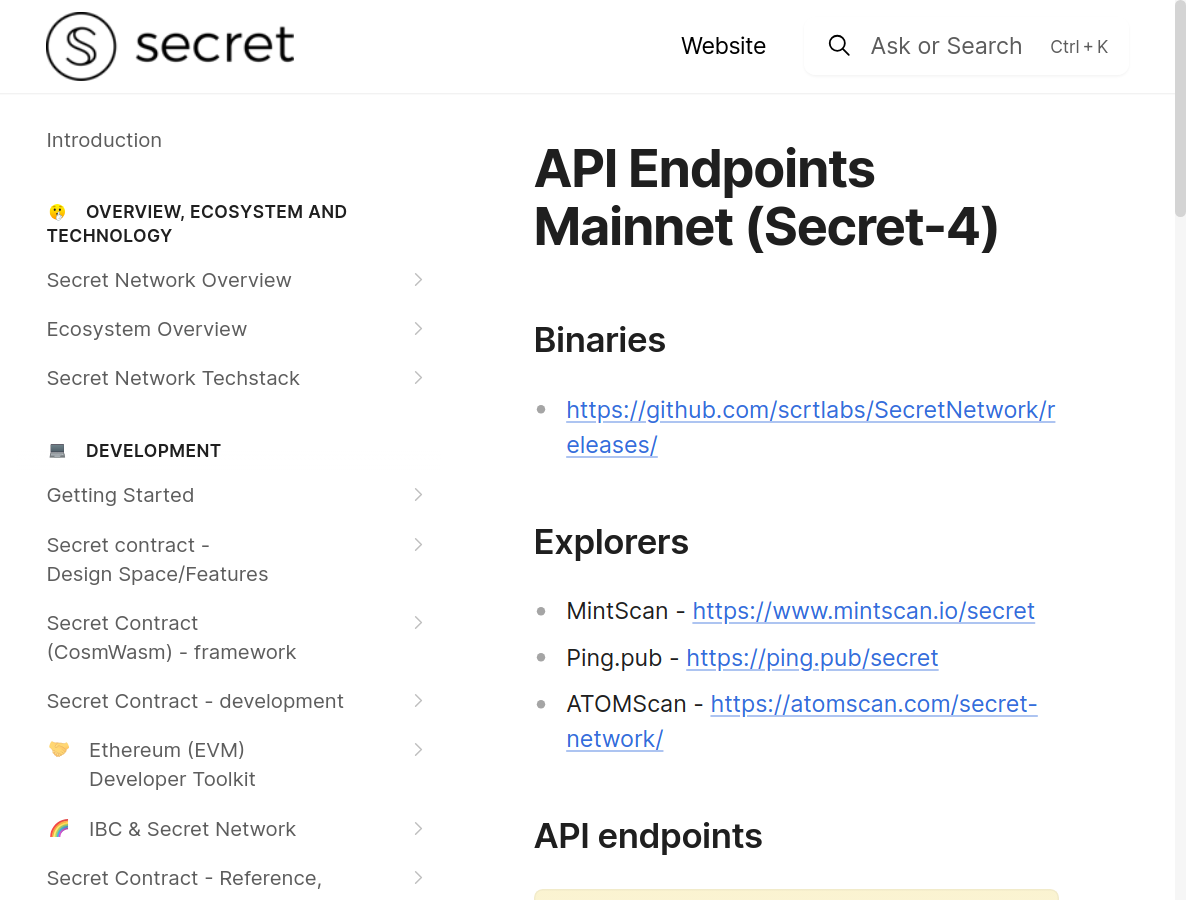 secret
Website
Ask or Search
Ctrl + K
Introduction
OVERVIEW, ECOSYSTEM AND
TECHNOLOGY
Secret Network Overview
Ecosystem Overview
Secret Network Techstack
DEVELOPMENT
Getting Started
Secret contract -
Design Space/Features
Secret Contract
(CosmWasm) - framework
Secret Contract - development
Ethereum (EVM)
Developer Toolkit
IBC & Secret Network
Secret Contract - Reference,
API Endpoints
Mainnet (Secret-4)
Binaries
https://github.com/scrtlabs/SecretNetwork/r
eleases/
Explorers
MintScan - https://www.mintscan.io/secret
Ping.pub - https://ping.pub/secret
ATOMScan - https://atomscan.com/secret-
network/
API endpoints